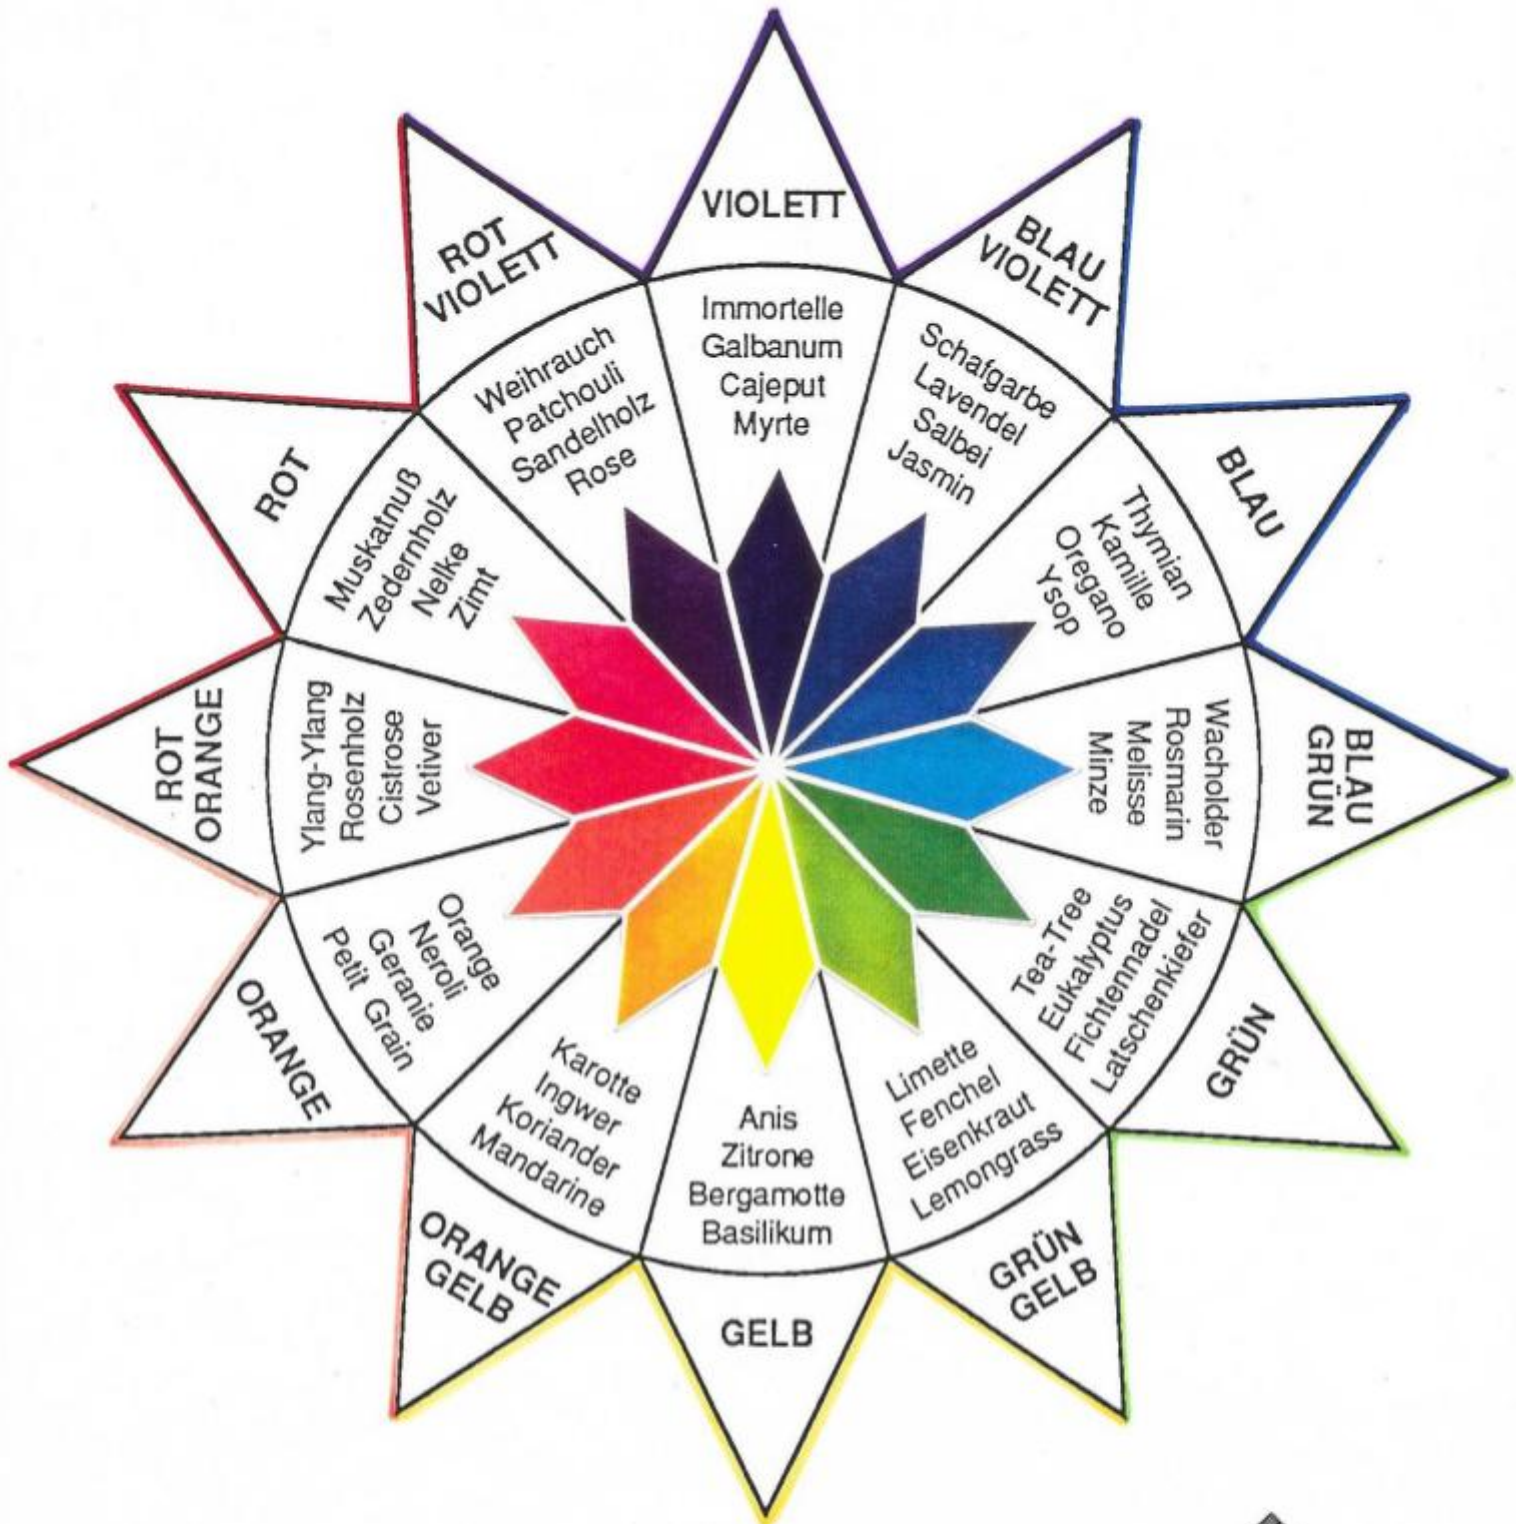 VIOLETT
Immortelle
Galbanum
Cajeput
Myrte
BLAU
VIOLETT
Schafgarbe
Lavendel
Salbei
Jasmin
BLAU
Thymian
Kamille
Oregano
Ysop
BLAU
GRÜN
Wacholder
Rosmarin
Melisse
Minze
GRÜN
Tea-Tree
Eukalyptus
Fichtennadel
Latschenkiefer
GRÜN
GELB
Limette
Fenchel
Eisenkraut
Lemongrass
GELB
Anis
Zitrone
Bergamotte
Basilikum
ORANGE
GELB
Karotte
Ingwer
Koriander
Mandarine
ORANGE
Orange
Neroli
Geranie
Petit Grain
ROT
ORANGE
Ylang-Ylang
Rosenholz
Cistrose
Vetiver
ROT
Muskatnuß
Zedernholz
Nelke
Zimt
ROT
VIOLETT
Weihrauch
Patchouli
Sandelholz
Rose